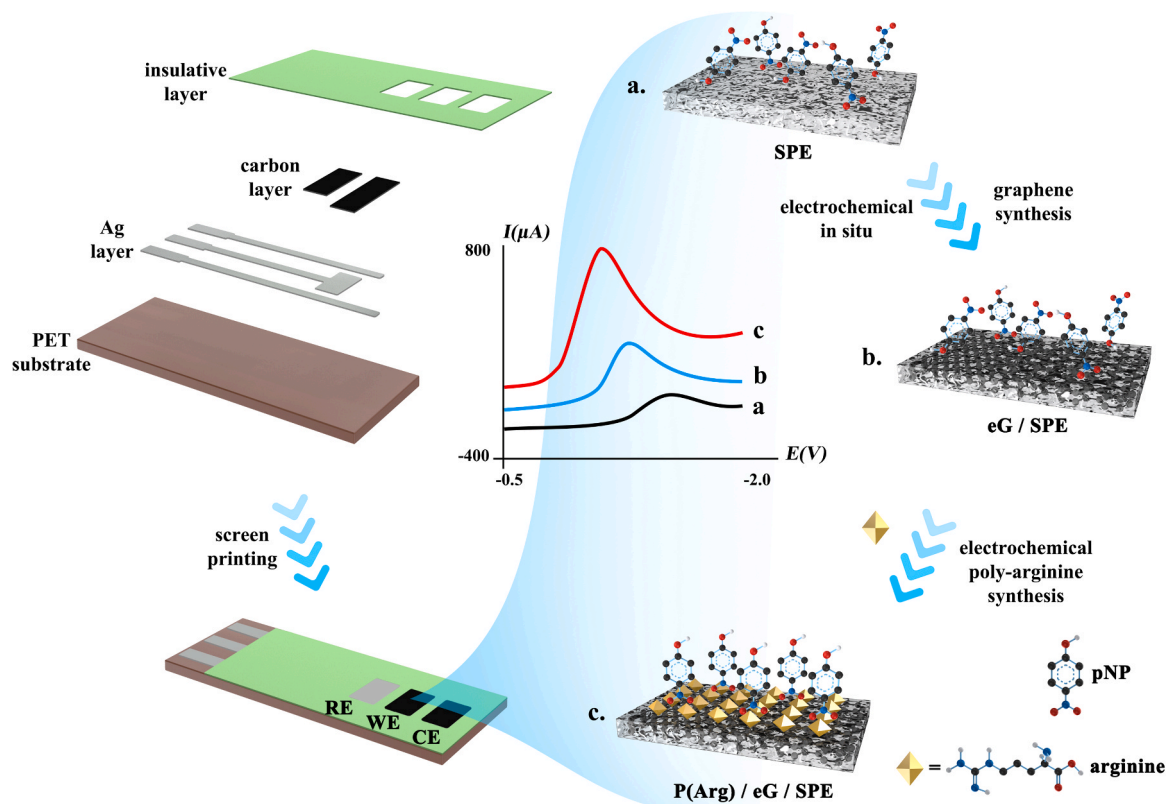 insulative
layer
carbon
layer
Ag
layer
PET
substrate
screen
printing
RE
WE
CE
I(μA)
800
c
b
a
-400
E(V)
-0.5
-2.0
a.
SPE
electrochemical
in situ
graphene
synthesis
b.
eG / SPE
electrochemical
poly-arginine
synthesis
c.
P(Arg) / eG / SPE
pNP
= arginine